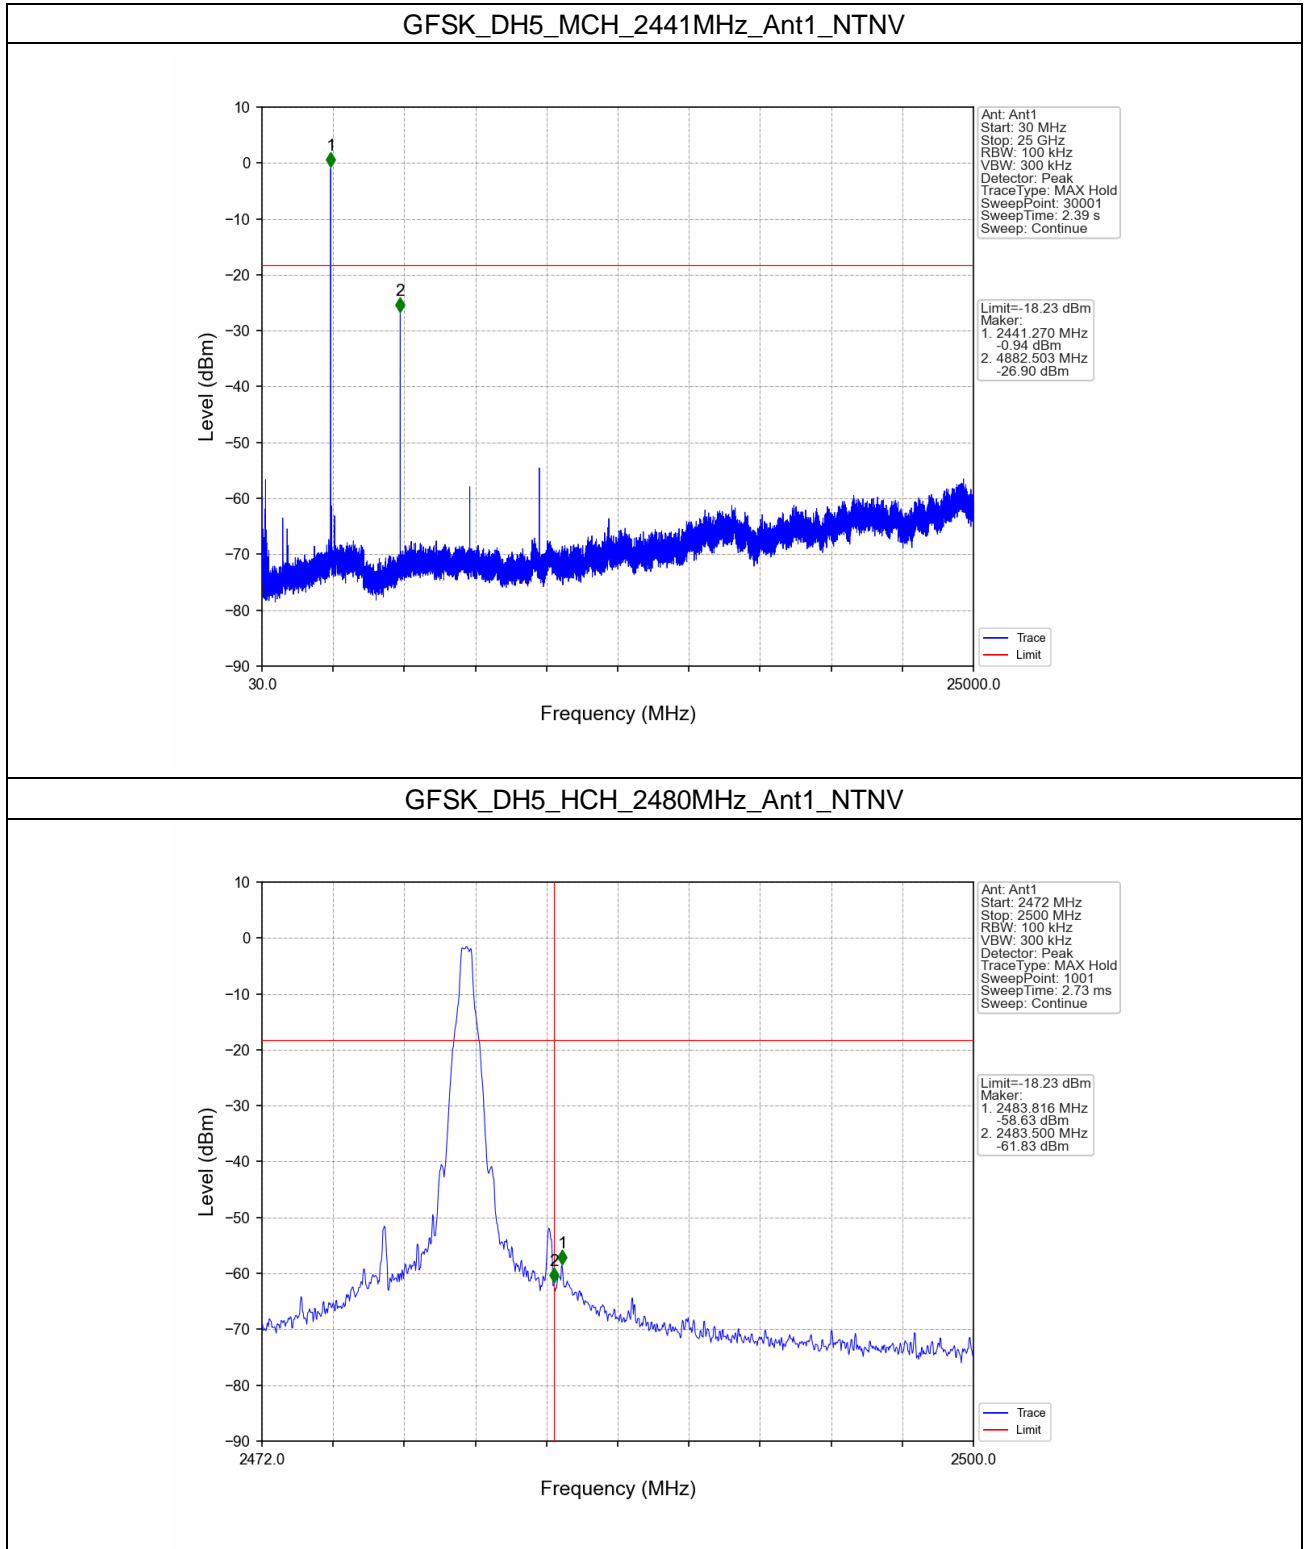 GFSK_DH5_MCH_2441MHz_Ant1_NTNV
10
0
−10
−20
−30
−40
−50
−60
−70
−80
−90
Level (dBm)
1
2
30.0
25000.0
Frequency (MHz)
Ant: Ant1
Start: 30 MHz
Stop: 25 GHz
RBW: 100 kHz
VBW: 300 kHz
Detector: Peak
TraceType: MAX Hold
SweepPoint: 30001
SweepTime: 2.39 s
Sweep: Continue
Limit=-18.23 dBm
Maker:
1. 2441.270 MHz
-0.94 dBm
2. 4882.503 MHz
-26.90 dBm
Trace
Limit
GFSK_DH5_HCH_2480MHz_Ant1_NTNV
10
0
−10
−20
−30
−40
−50
−60
−70
−80
−90
Level (dBm)
1
2
2472.0
2500.0
Frequency (MHz)
Ant: Ant1
Start: 2472 MHz
Stop: 2500 MHz
RBW: 100 kHz
VBW: 300 kHz
Detector: Peak
TraceType: MAX Hold
SweepPoint: 1001
SweepTime: 2.73 ms
Sweep: Continue
Limit=-18.23 dBm
Maker:
1. 2483.816 MHz
-58.63 dBm
2. 2483.500 MHz
-61.83 dBm
Trace
Limit